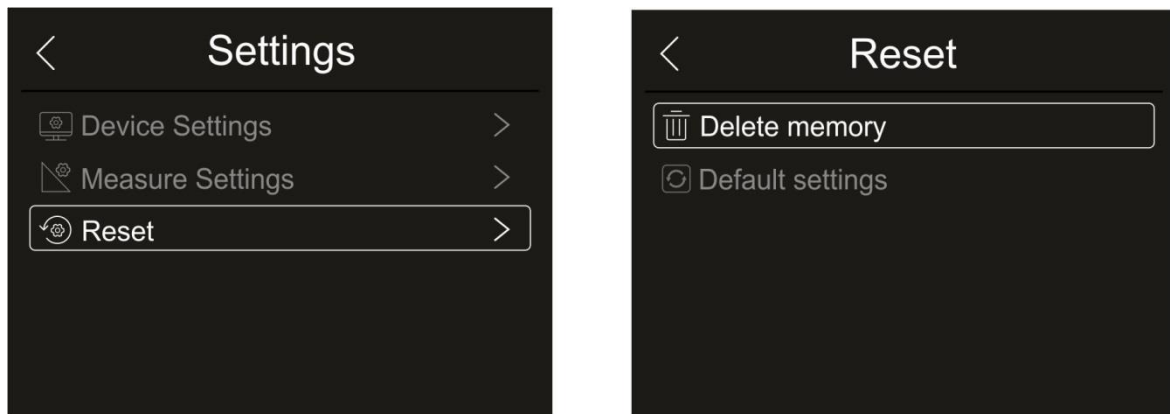 Settings
Device Settings
Measure Settings
Reset
Reset
Delete memory
Default settings